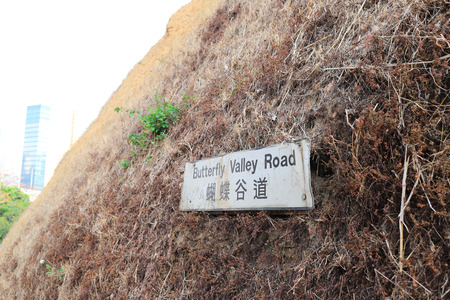 Butterfly Valley Road
蝴蝶谷道